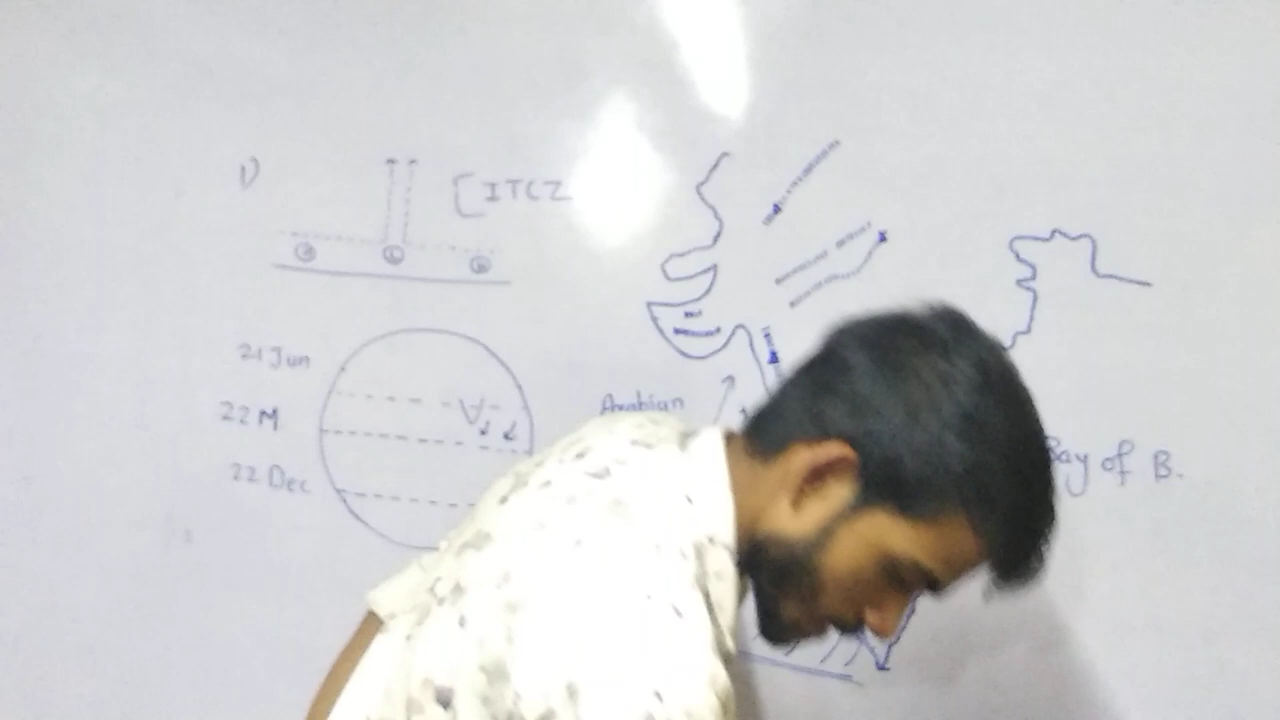 1)
[ITCZ
21 Jun
22 M
22 Dec
Arabian
Bay of B.